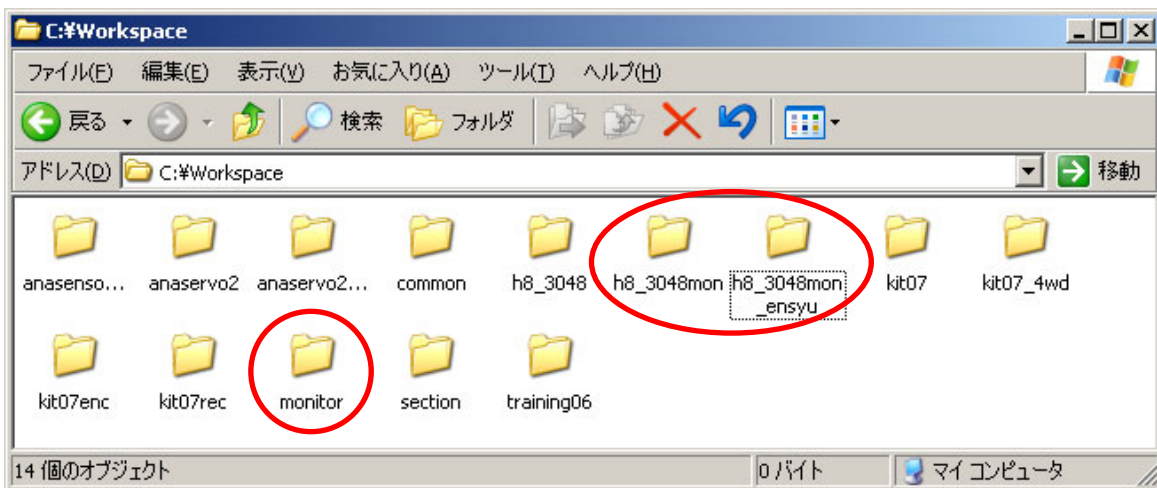 C:¥Workspace
ファイル(F) 編集(E) 表示(V) お気に入り(A) ツール(T) ヘルプ(H)
戻る 検索 フォルダ
アドレス(D) C:¥Workspace 移動
anasenso... anaservo2 anaservo2... common h8_3048 h8_3048mon h8_3048mon_ensyu kit07 kit07_4wd
kit07enc kit07rec monitor section training06
14 個のオブジェクト 0 バイト マイ コンピュータ